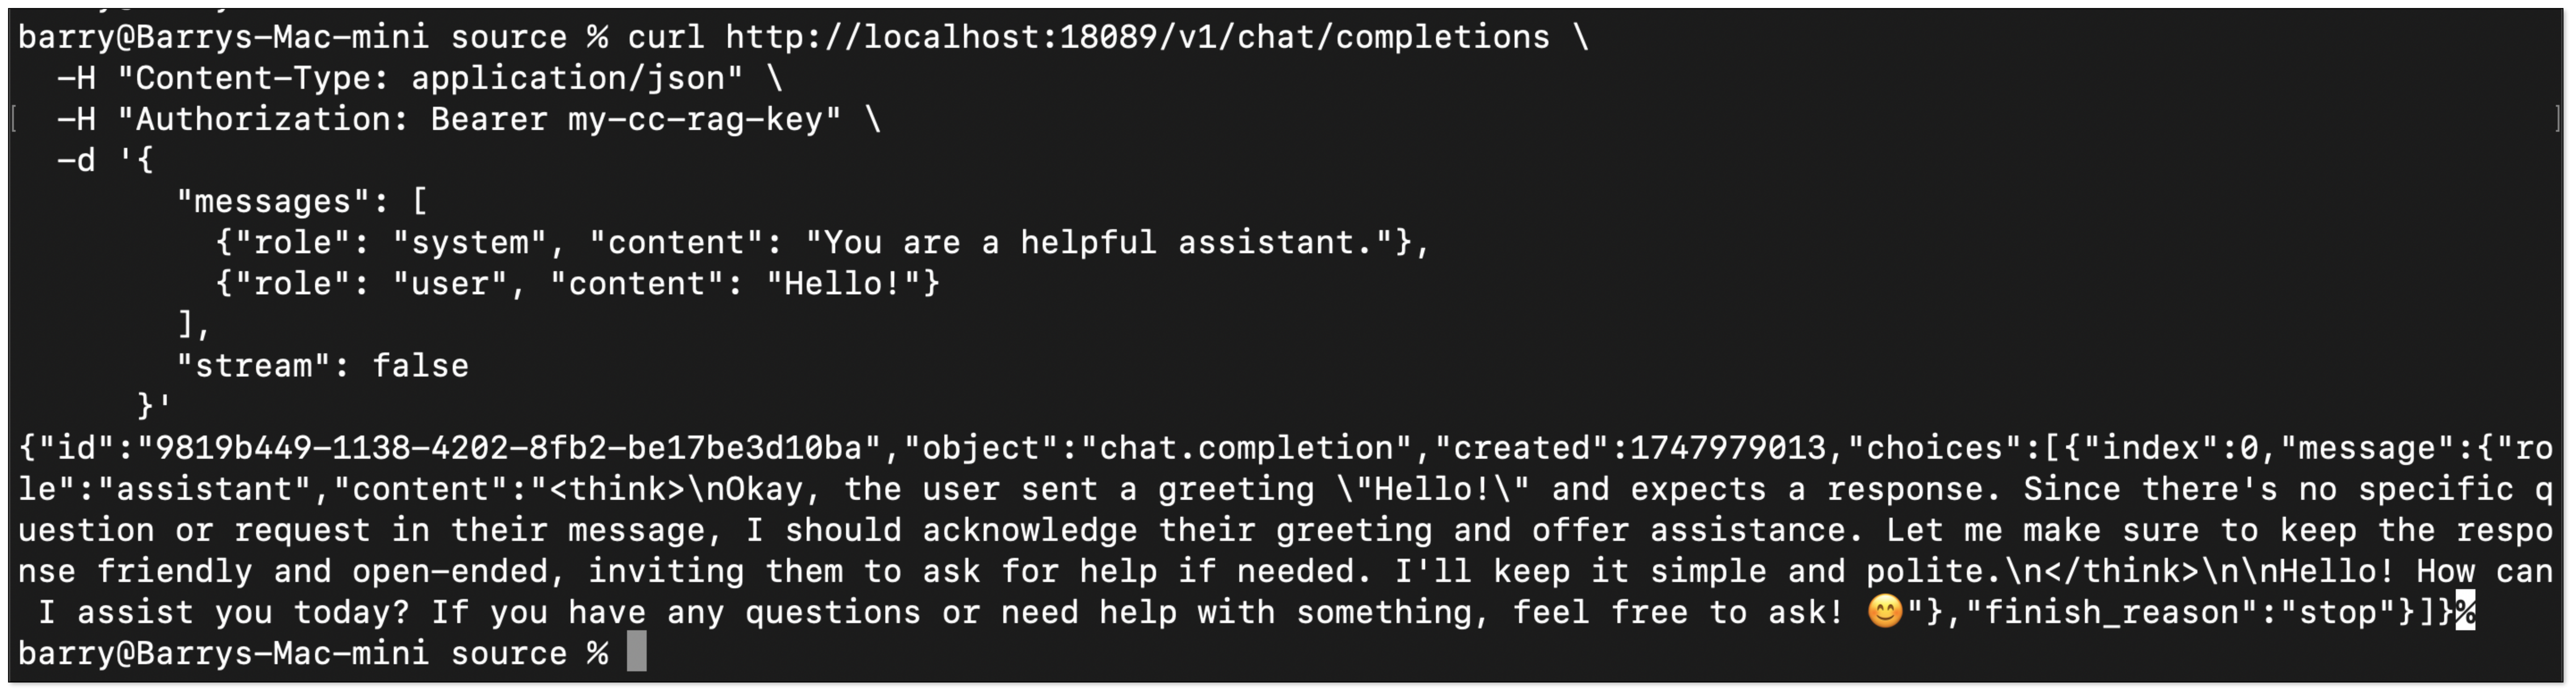 barry@Barrys-Mac-mini source % curl http://localhost:18089/v1/chat/completions \
  -H "Content-Type: application/json" \
[  -H "Authorization: Bearer my-cc-rag-key" \ ]
  -d '{
        "messages": [
          {"role": "system", "content": "You are a helpful assistant."},
          {"role": "user", "content": "Hello!"}
        ],
        "stream": false
      }'
{"id":"9819b449-1138-4202-8fb2-be17be3d10ba","object":"chat.completion","created":1747979013,"choices":[{"index":0,"message":{"ro
le":"assistant","content":"<think>\nOkay, the user sent a greeting \"Hello!\" and expects a response. Since there's no specific q
uestion or request in their message, I should acknowledge their greeting and offer assistance. Let me make sure to keep the respo
nse friendly and open-ended, inviting them to ask for help if needed. I'll keep it simple and polite.\n</think>\n\nHello! How can
 I assist you today? If you have any questions or need help with something, feel free to ask! 😊"},"finish_reason":"stop"}]}%
barry@Barrys-Mac-mini source %